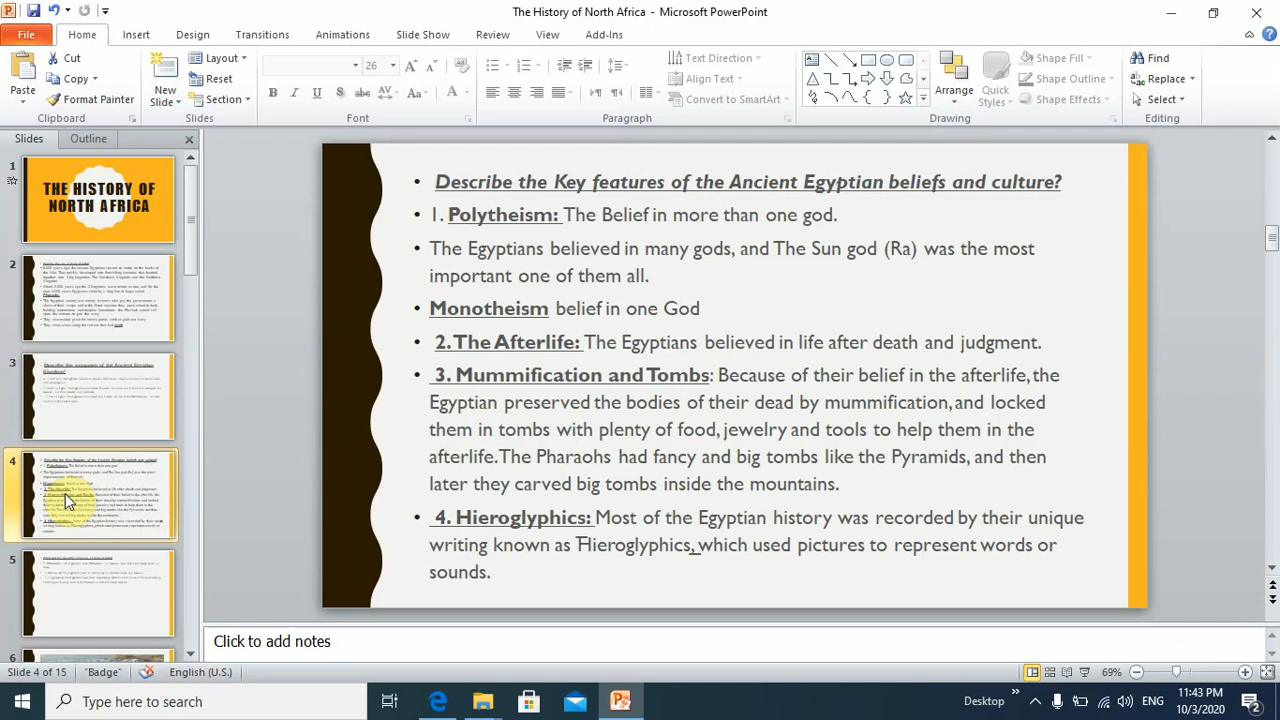 The History of North Africa - Microsoft PowerPoint
File Home Insert Design Transitions Animations Slide Show Review View Add-Ins
Paste
Cut
Copy
Format Painter
Clipboard
New Slide
Layout
Reset
Section
Slides
26
Font
Paragraph
Text Direction
Align Text
Convert to SmartArt
Arrange
Quick Styles
Drawing
Shape Fill
Shape Outline
Shape Effects
Find
Replace
Select
Editing
Slides Outline
1
THE HISTORY OF
NORTH AFRICA
2
3
4
5
6
Describe the Key features of the Ancient Egyptian beliefs and culture?
1. Polytheism: The Belief in more than one god.
The Egyptians believed in many gods, and The Sun god (Ra) was the most
important one of them all.
Monotheism: belief in one God
2. The Afterlife: The Egyptians believed in life after death and judgment.
3. Mummification and Tombs: Because of their belief in the afterlife, the
Egyptian preserved the bodies of their dead by mummification, and locked
them in tombs with plenty of food, jewelry and tools to help them in the
afterlife. The Pharaohs had fancy and big tombs like the Pyramids, and then
later they carved big tombs inside the mountains.
4. Hieroglyphics: Most of the Egyptian history was recorded by their unique
writing known as Hieroglyphics, which used pictures to represent words or
sounds.
Click to add notes
Slide 4 of 15 "Badge" English (U.S.) 69%
Type here to search
Desktop
ENG
11:43 PM
10/3/2020
2